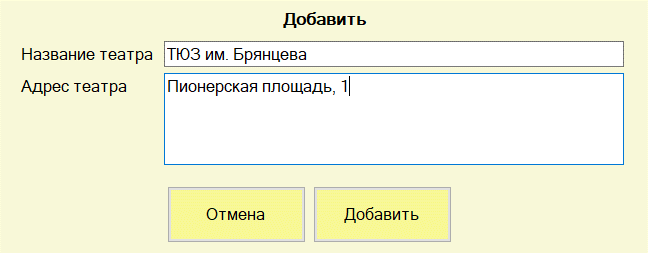 Добавить
Название театра ТЮЗ им. Брянцева
Адрес театра Пионерская площадь, 1
Отмена Добавить